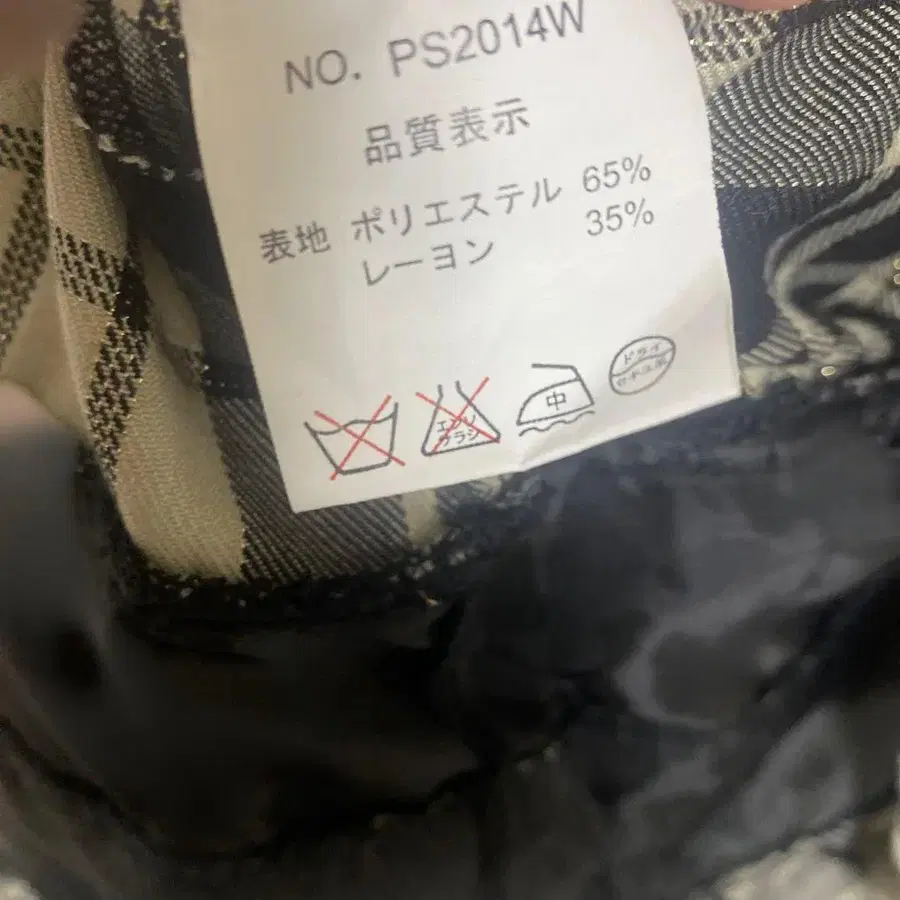 NO. PS2014W
品質表示
表地 ポリエステル 65%
レーヨン 35%
エンソ
サラシ
中
ドライ
セキユ系